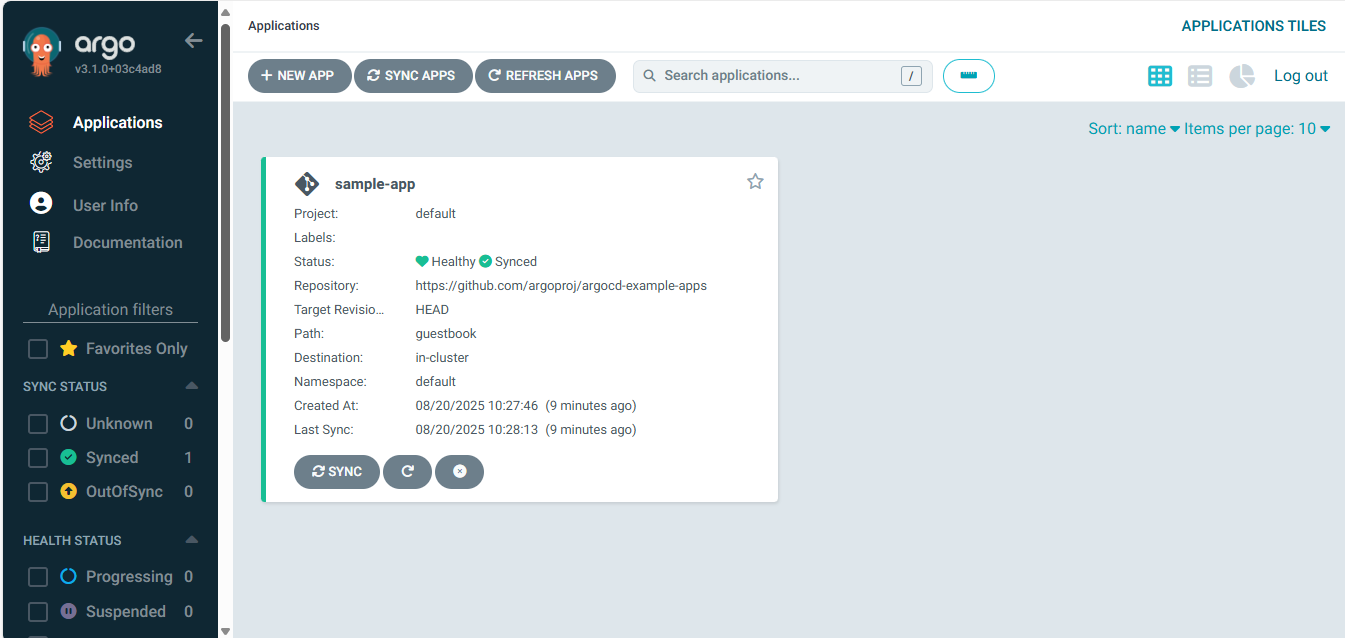 argo
v3.1.0+03c4ad8
Applications
Settings
User Info
Documentation
Application filters
Favorites Only
SYNC STATUS
Unknown 0
Synced 1
OutOfSync 0
HEALTH STATUS
Progressing 0
Suspended 0
Applications
APPLICATIONS TILES
+ NEW APP SYNC APPS REFRESH APPS Search applications... / Log out
Sort: name Items per page: 10
sample-app
Project: default
Labels:
Status: Healthy Synced
Repository: https://github.com/argoproj/argocd-example-apps
Target Revisio... HEAD
Path: guestbook
Destination: in-cluster
Namespace: default
Created At: 08/20/2025 10:27:46 (9 minutes ago)
Last Sync: 08/20/2025 10:28:13 (9 minutes ago)
SYNC